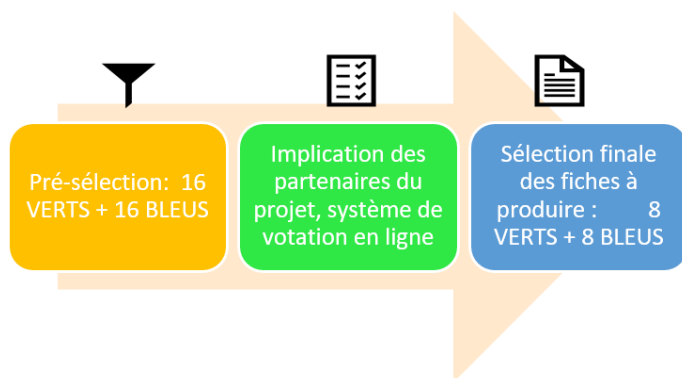 Pré-sélection: 16
VERTS + 16 BLEUS
Implication des
partenaires du
projet, système de
votation en ligne
Sélection finale
des fiches à
produire : 8
VERTS + 8 BLEUS